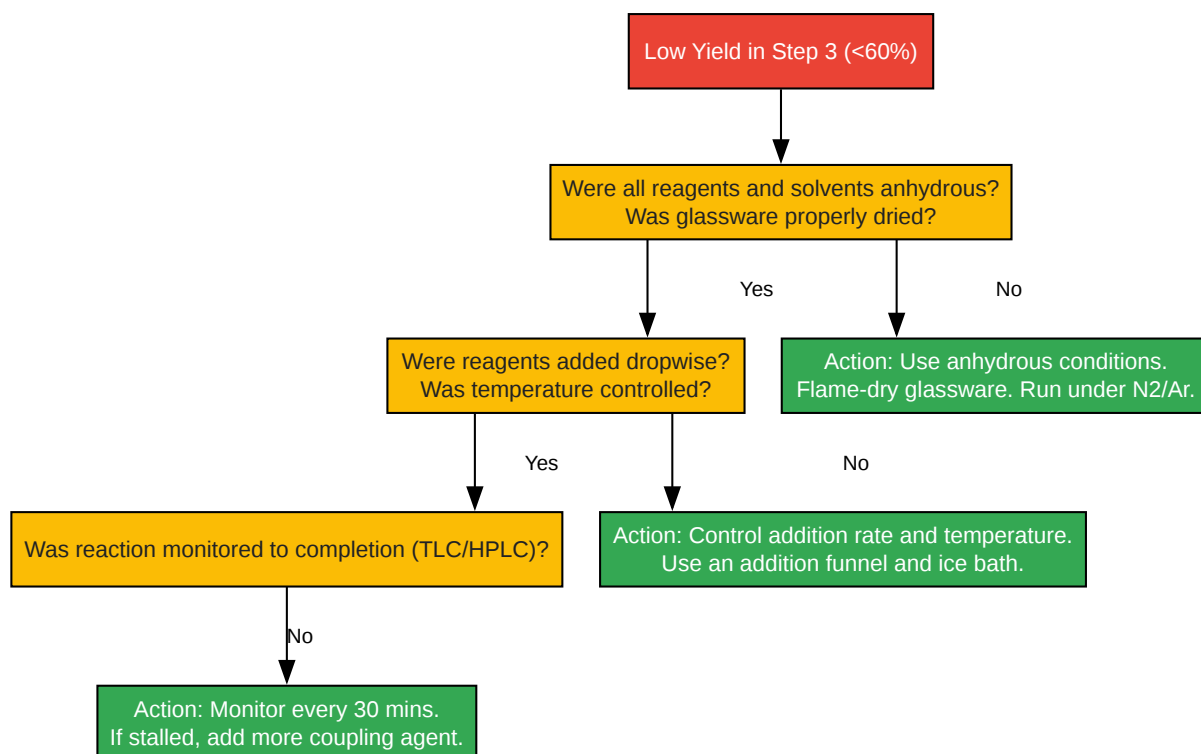 Low Yield in Step 3 (<60%)
Were all reagents and solvents anhydrous?
Was glassware properly dried?
Yes
No
Were reagents added dropwise?
Was temperature controlled?
Action: Use anhydrous conditions.
Flame-dry glassware. Run under N2/Ar.
Yes
No
Was reaction monitored to completion (TLC/HPLC)?
Action: Control addition rate and temperature.
Use an addition funnel and ice bath.
No
Action: Monitor every 30 mins.
If stalled, add more coupling agent.